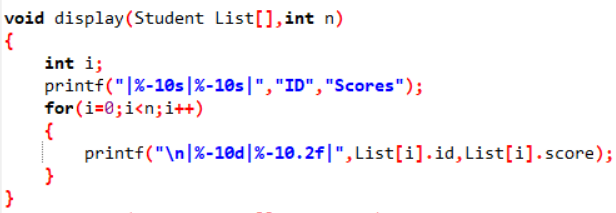 void display(Student List[],int n)
{
    int i;
    printf("|%-10s|%-10s|","ID","Scores");
    for(i=0;i<n;i++)
    {
        printf("\n|%-10d|%-10.2f|",List[i].id,List[i].score);
    }
}